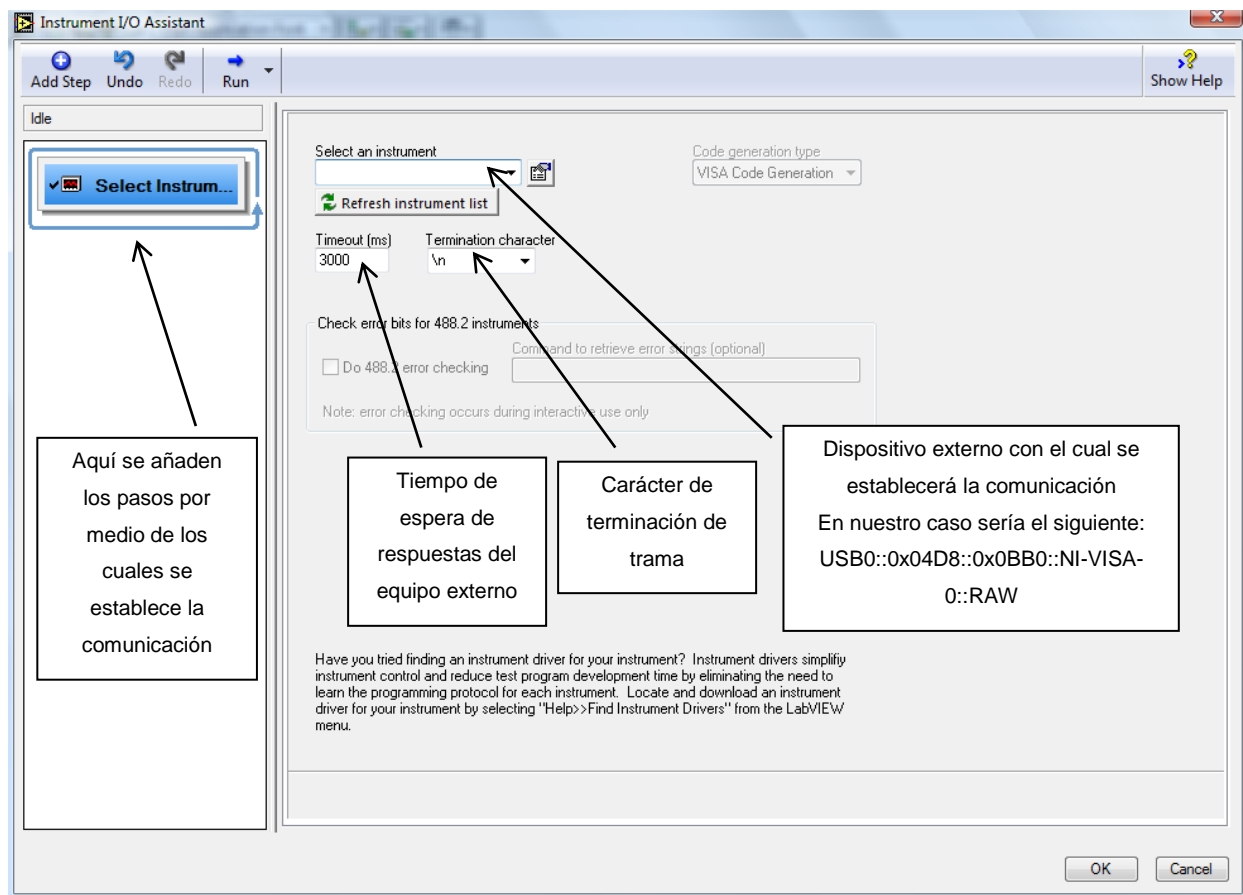 Instrument I/O Assistant
Add Step Undo Redo Run
Show Help
Idle
Select Instrum...
Select an instrument
Code generation type
VISA Code Generation
Refresh instrument list
Timeout (ms)
Termination character
3000
\n
Check error bits for 488.2 instruments
Command to retrieve error strings (optional)
Do 488.2 error checking
Note: error checking occurs during interactive use only
Aquí se añaden
los pasos por
medio de los
cuales se
establece la
comunicación
Tiempo de
espera de
respuestas del
equipo externo
Carácter de
terminación de
trama
Dispositivo externo con el cual se
establecerá la comunicación
En nuestro caso sería el siguiente:
USB0::0x04D8::0x0BB0::NI-VISA-
0::RAW
Have you tried finding an instrument driver for your instrument? Instrument drivers simplifiy
instrument control and reduce test program development time by eliminating the need to
learn the programming protocol for each instrument. Locate and download an instrument
driver for your instrument by selecting "Help>>Find Instrument Drivers" from the LabVIEW
menu.
OK
Cancel